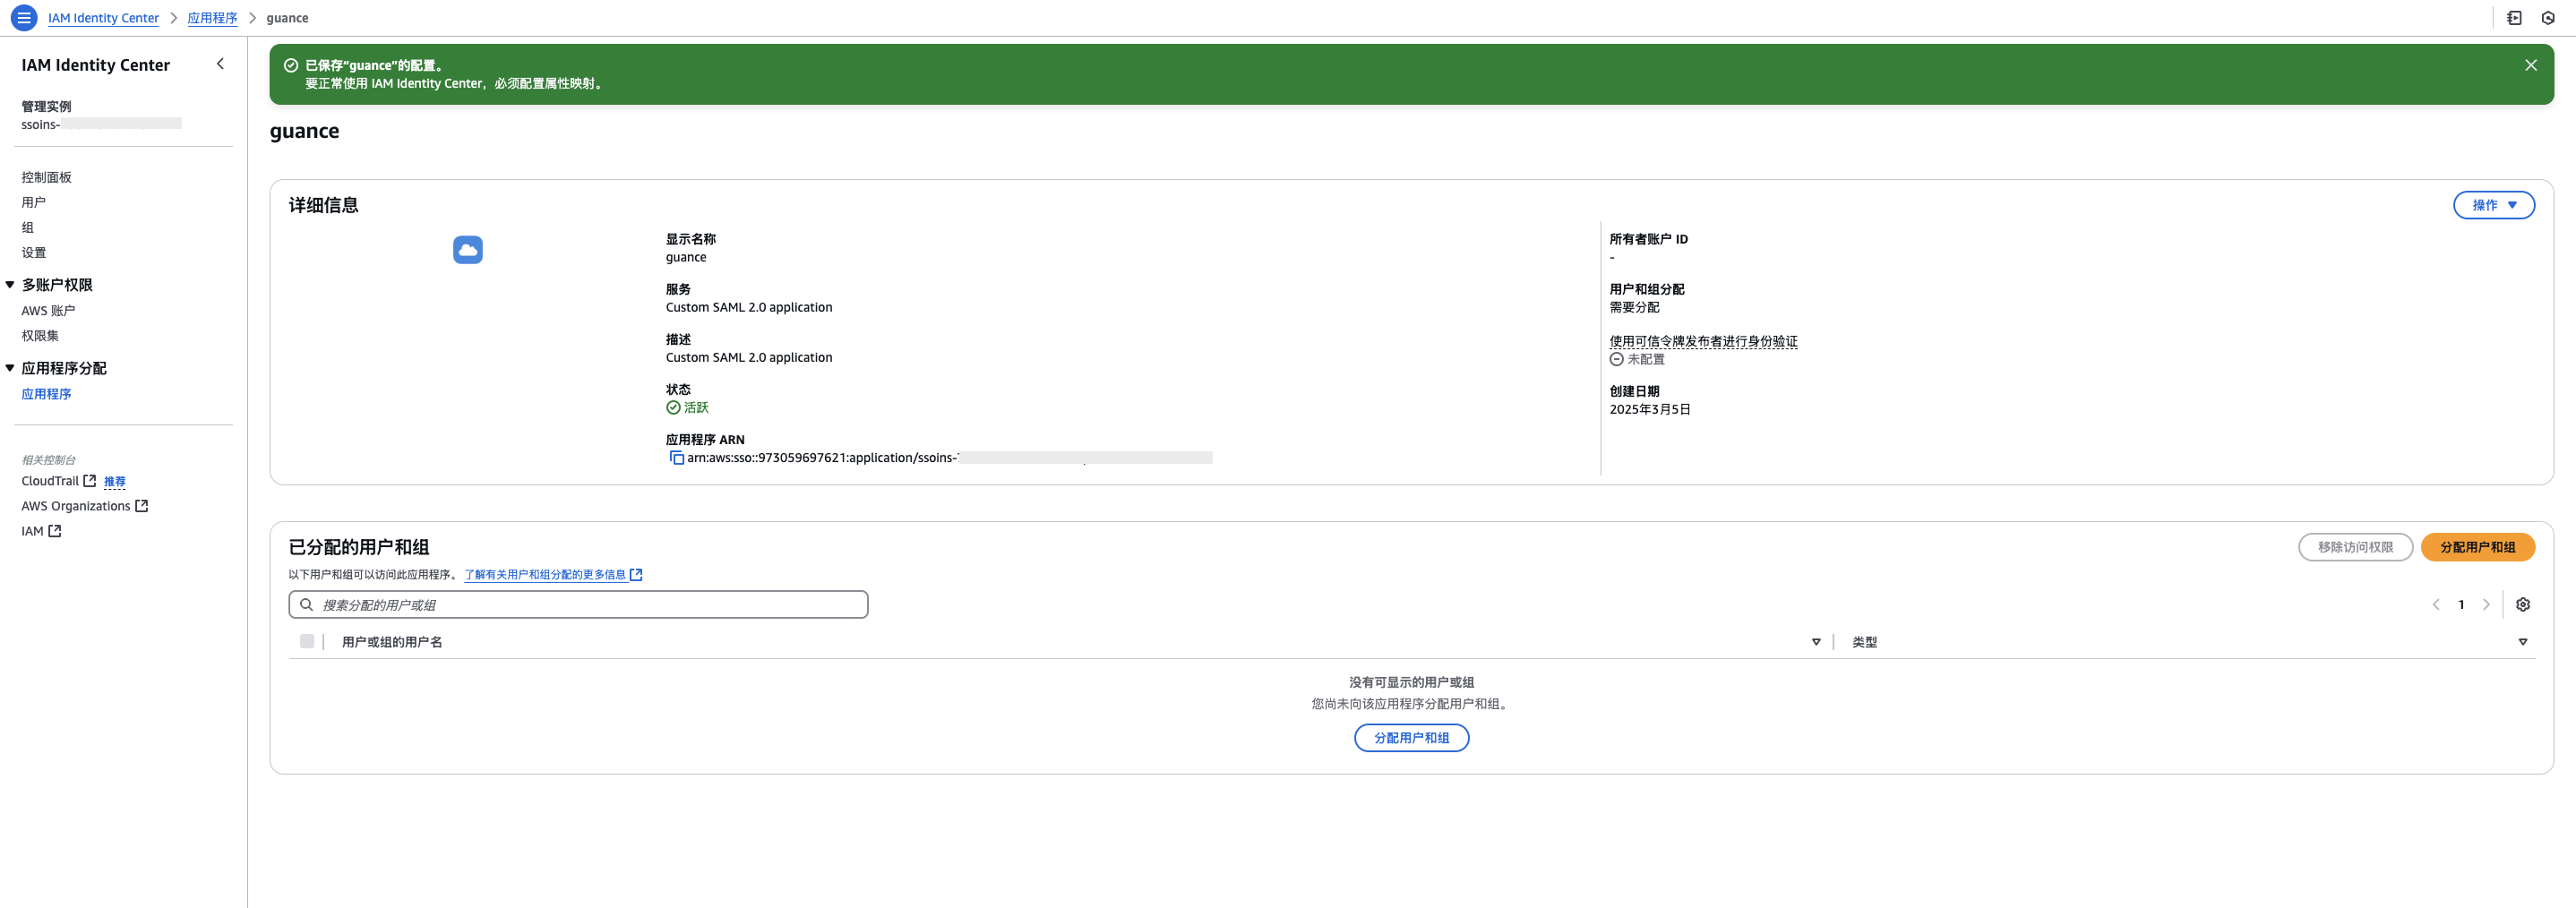 IAM Identity Center
应用程序
guance
IAM Identity Center
管理实例
ssoins-
控制面板
用户
组
设置
多账户权限
AWS 账户
权限集
应用程序分配
应用程序
相关控制台
CloudTrail 推荐
AWS Organizations
IAM
已保存“guance”的配置。
要正常使用 IAM Identity Center，必须配置属性映射。
guance
详细信息
操作
显示名称
guance
服务
Custom SAML 2.0 application
描述
Custom SAML 2.0 application
状态
活跃
应用程序 ARN
arn:aws:sso::973059697621:application/ssoins-
所有者账户 ID
-
用户和组分配
需要分配
使用可信令牌发布者进行身份验证
未配置
创建日期
2025年3月5日
已分配的用户和组
移除访问权限
分配用户和组
以下用户和组可以访问此应用程序。 了解有关用户和组分配的更多信息
搜索分配的用户或组
1
用户或组的用户名
类型
没有可显示的用户或组
您尚未向该应用程序分配用户和组。
分配用户和组